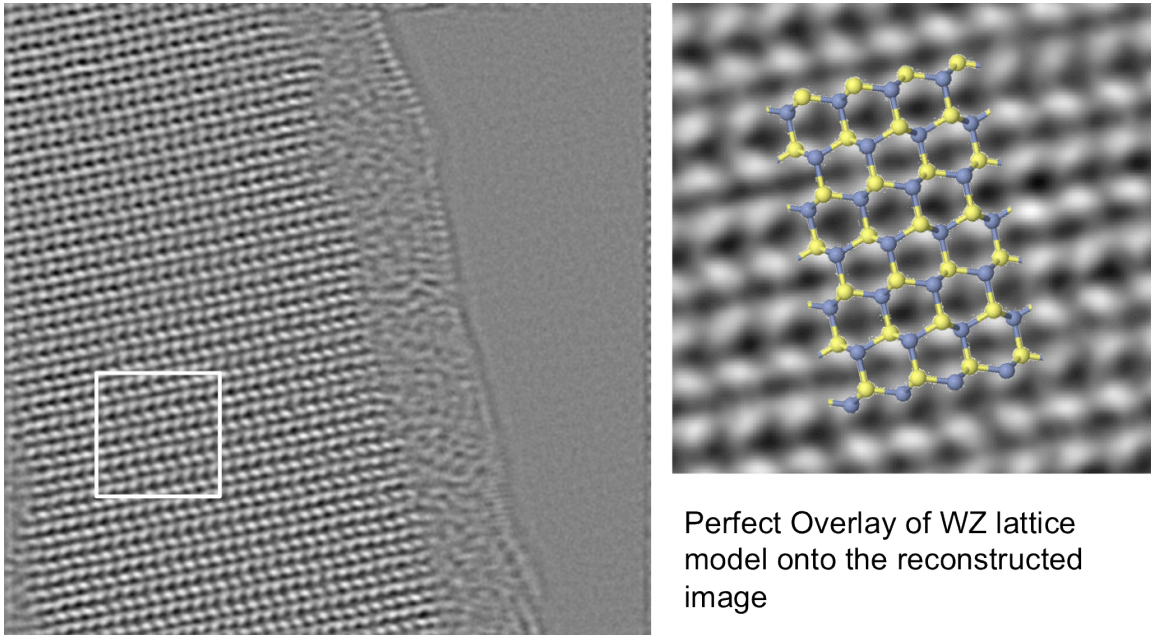 Perfect Overlay of WZ lattice
model onto the reconstructed
image